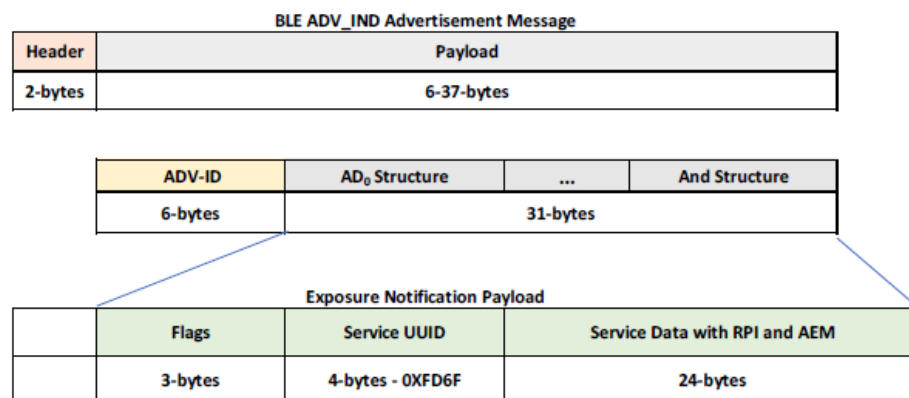 BLE ADV_IND Advertisement Message
Header Payload
2-bytes 6-37-bytes
ADV-ID AD₀ Structure ... And Structure
6-bytes 31-bytes
Exposure Notification Payload
Flags Service UUID Service Data with RPI and AEM
3-bytes 4-bytes - 0XFD6F 24-bytes